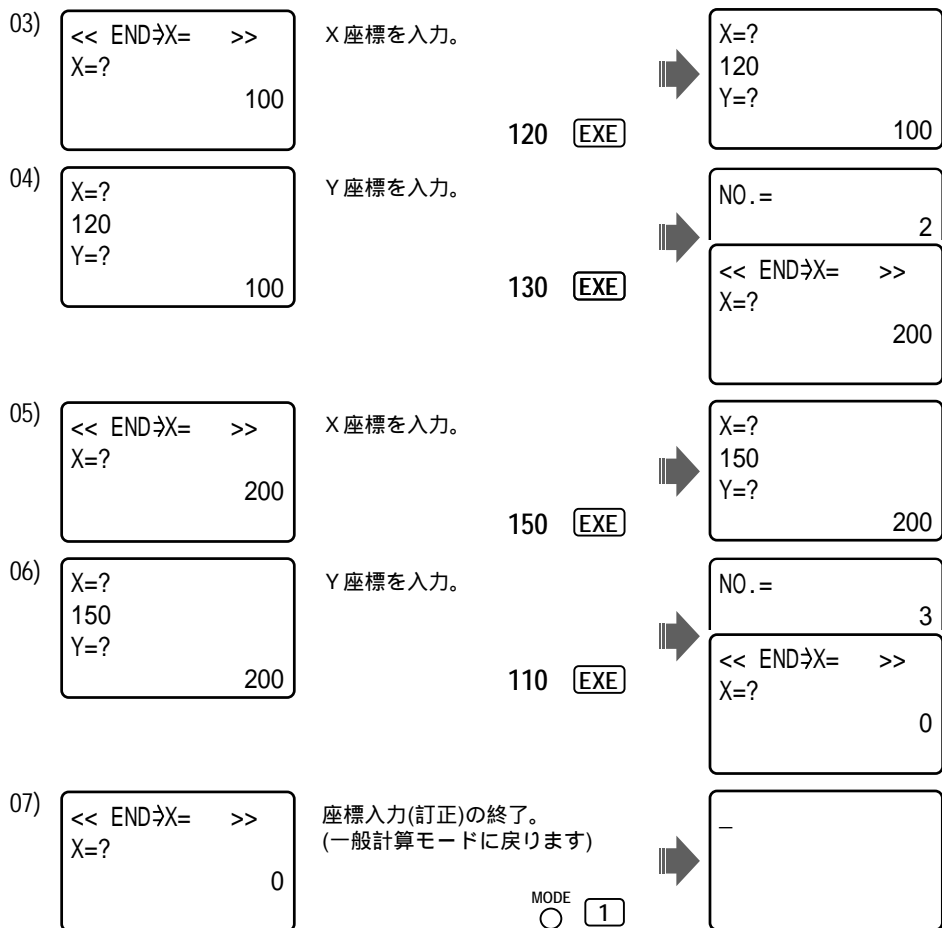 03)
<< END⇒X= >>
X=?
100
X座標を入力。
120 EXE
X=?
120
Y=?
100
04)
X=?
120
Y=?
100
Y座標を入力。
130 EXE
NO.=
2
<< END⇒X= >>
X=?
200
05)
<< END⇒X= >>
X=?
200
X座標を入力。
150 EXE
X=?
150
Y=?
200
06)
X=?
150
Y=?
200
Y座標を入力。
110 EXE
NO.=
3
<< END⇒X= >>
X=?
0
07)
<< END⇒X= >>
X=?
0
座標入力(訂正)の終了。
(一般計算モードに戻ります)
MODE
1
_